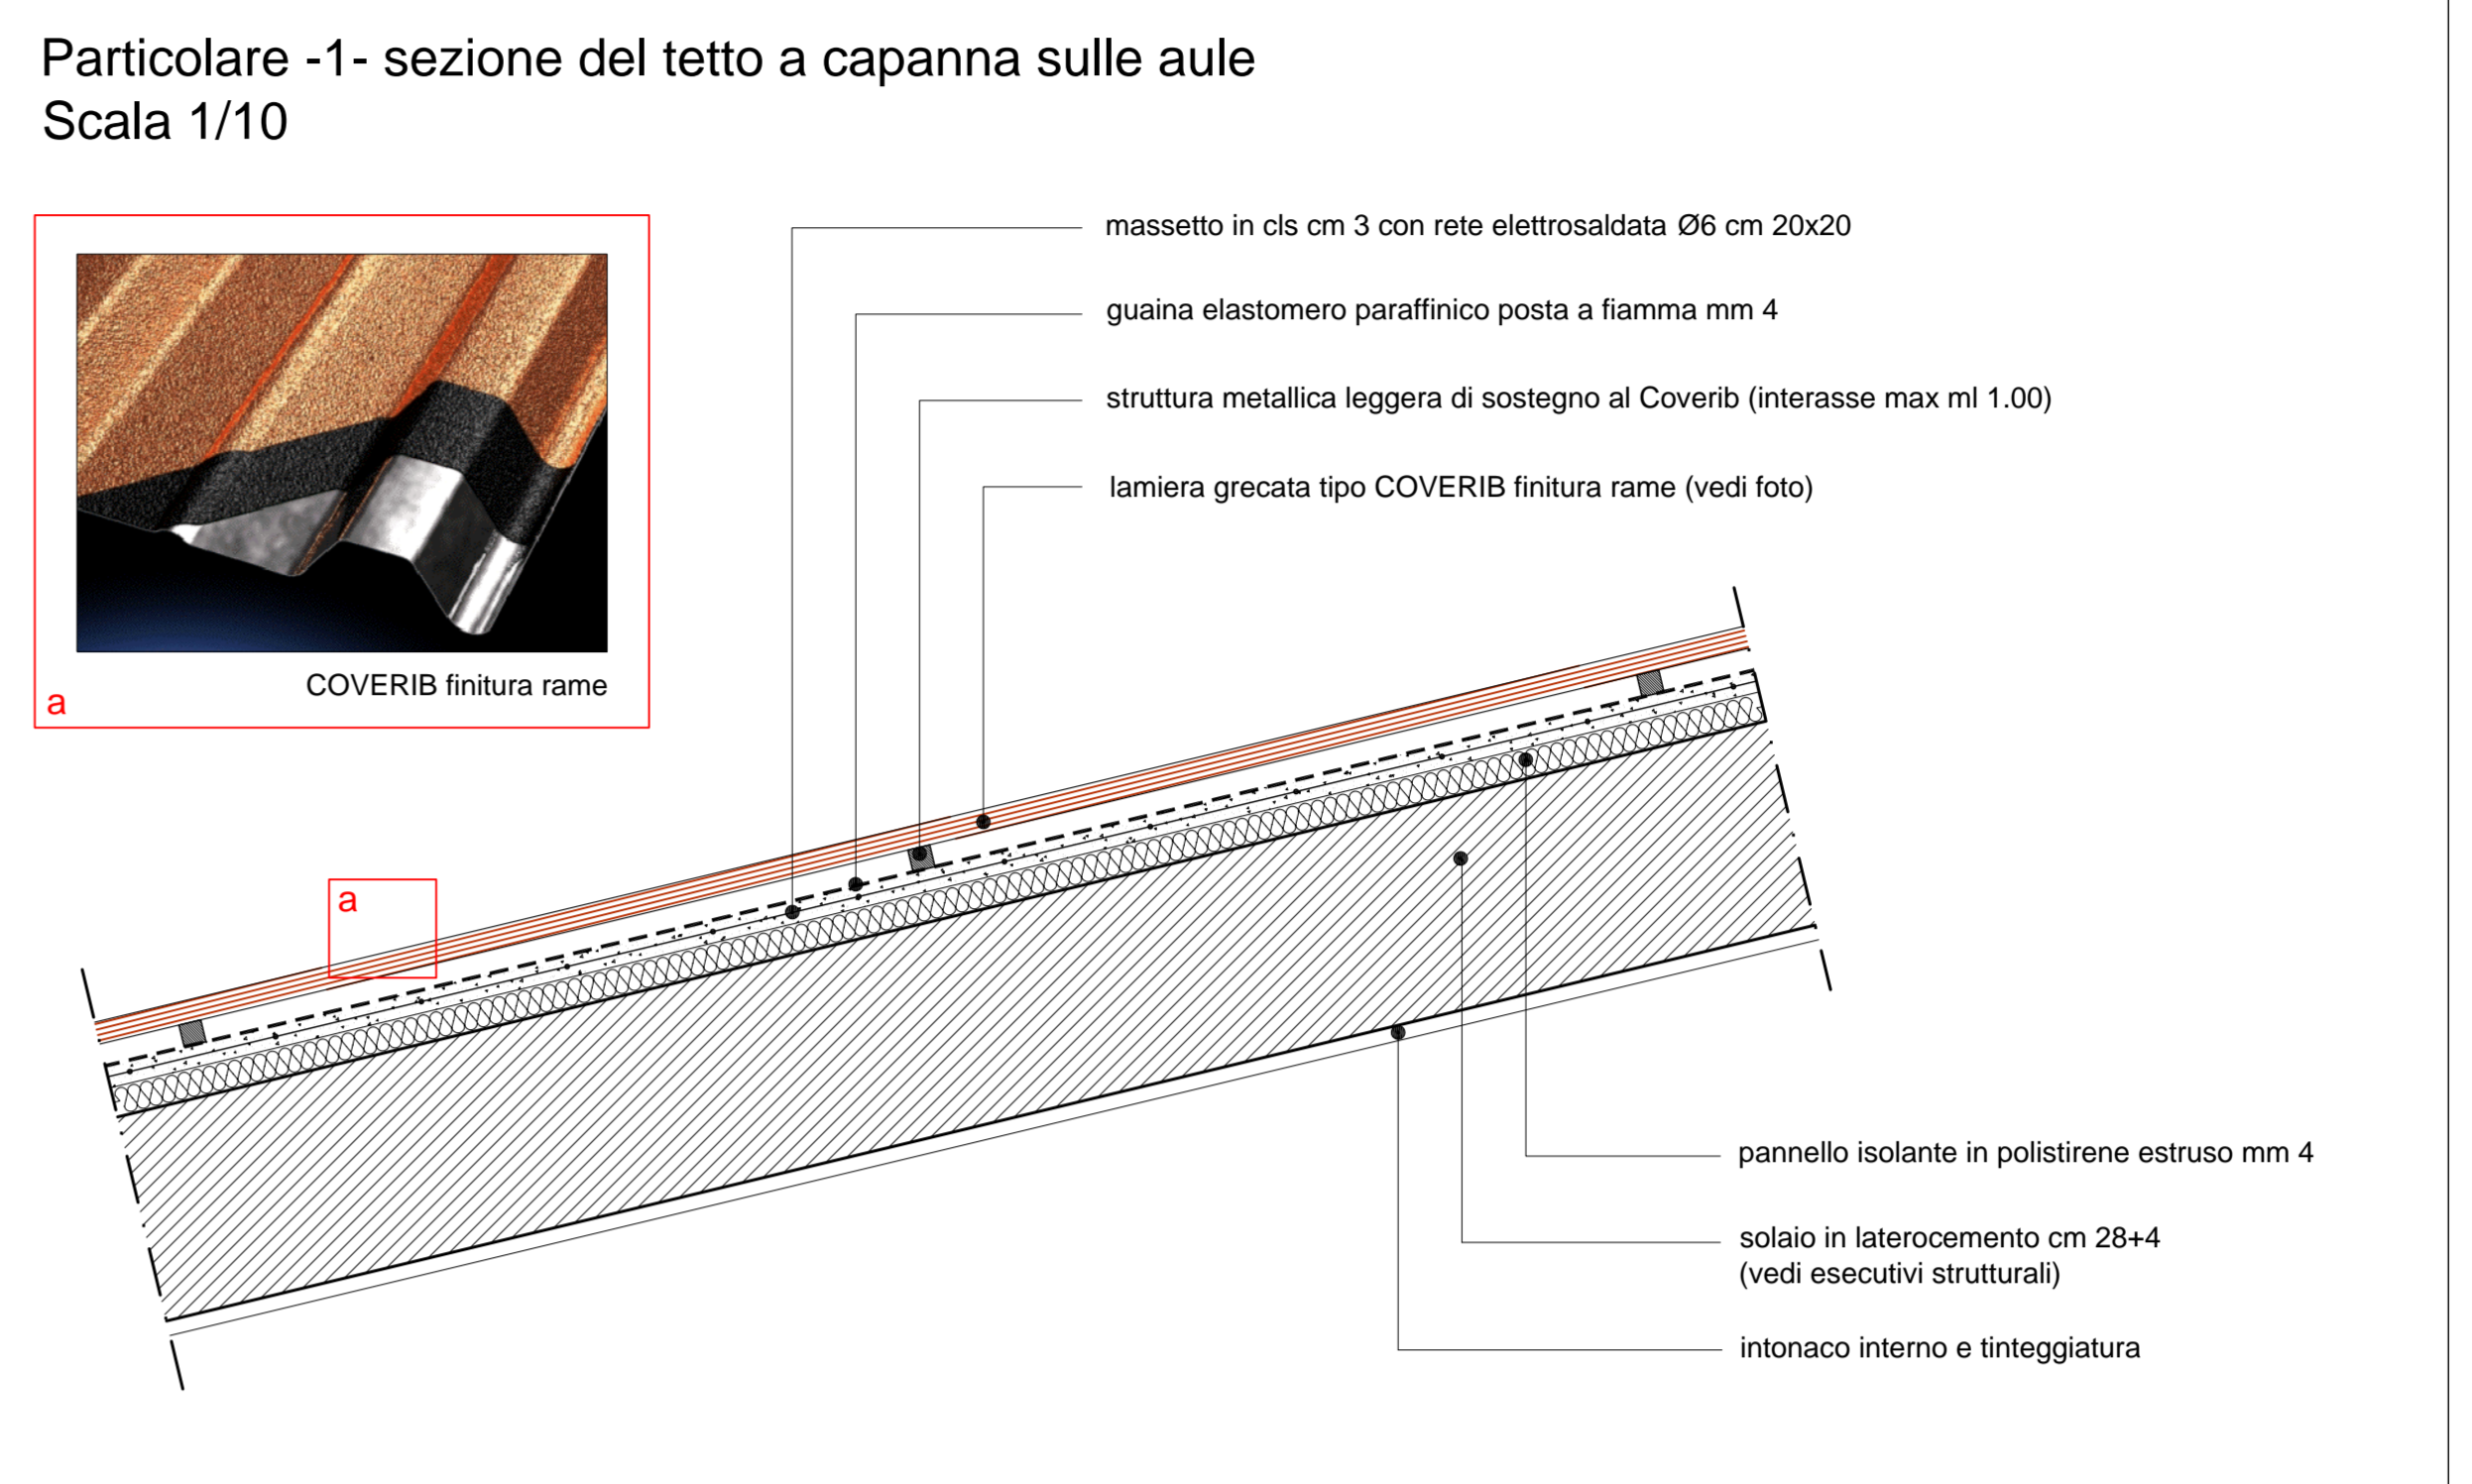 Particolare -1- sezione del tetto a capanna sulle aule
Scala 1/10
massetto in cls cm 3 con rete elettrosaldata Ø6 cm 20x20
guaina elastomero paraffinico posta a fiamma mm 4
struttura metallica leggera di sostegno al Coverib (interasse max ml 1.00)
lamiera grecata tipo COVERIB finitura rame (vedi foto)
COVERIB finitura rame
a
a
pannello isolante in polistirene estruso mm 4
solaio in laterocemento cm 28+4
(vedi esecutivi strutturali)
intonaco interno e tinteggiatura